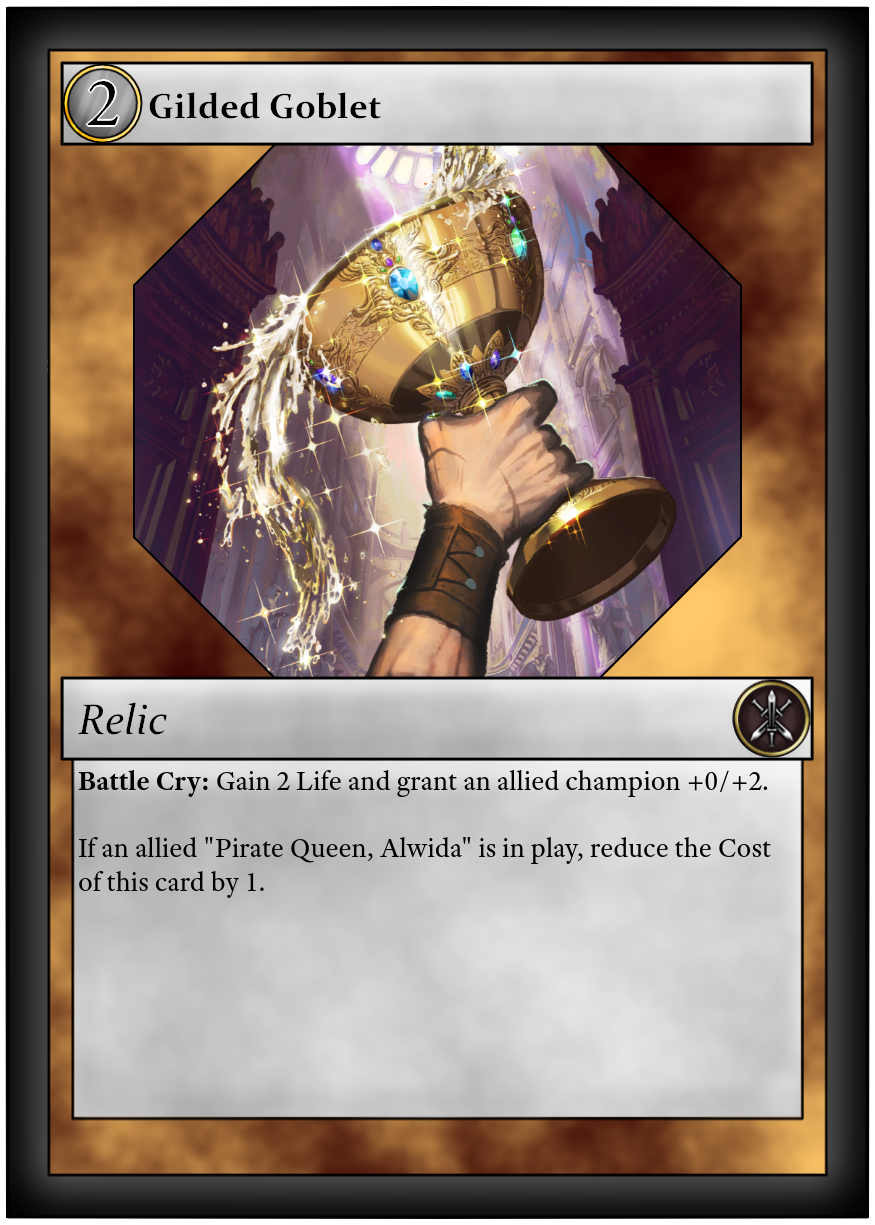 2 Gilded Goblet
Relic
Battle Cry: Gain 2 Life and grant an allied champion +0/+2.
If an allied "Pirate Queen, Alwida" is in play, reduce the Cost
of this card by 1.